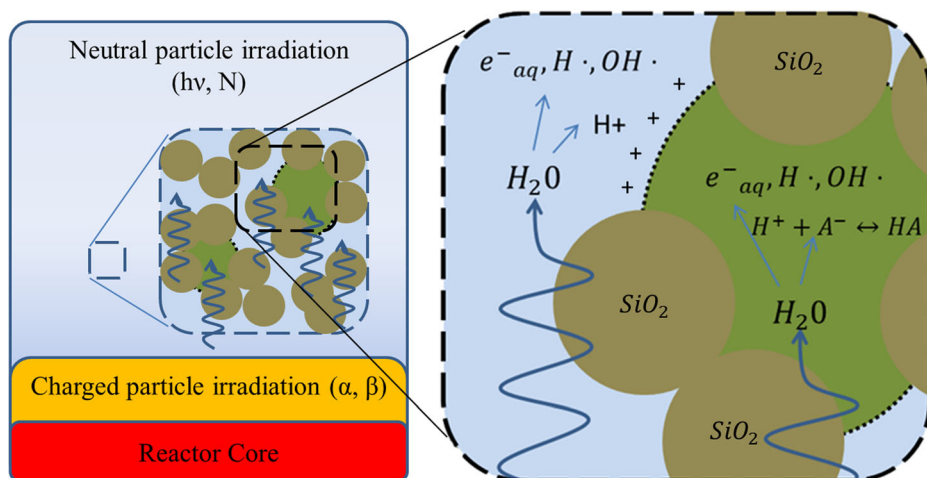 Neutral particle irradiation
(hν, N)
Charged particle irradiation (α, β)
Reactor Core
e⁻aq, H·, OH·
H+
H₂0
+
+
+
+
+
SiO₂
e⁻aq, H·, OH·
H⁺ + A⁻ ↔ HA
H₂0
SiO₂
SiO₂